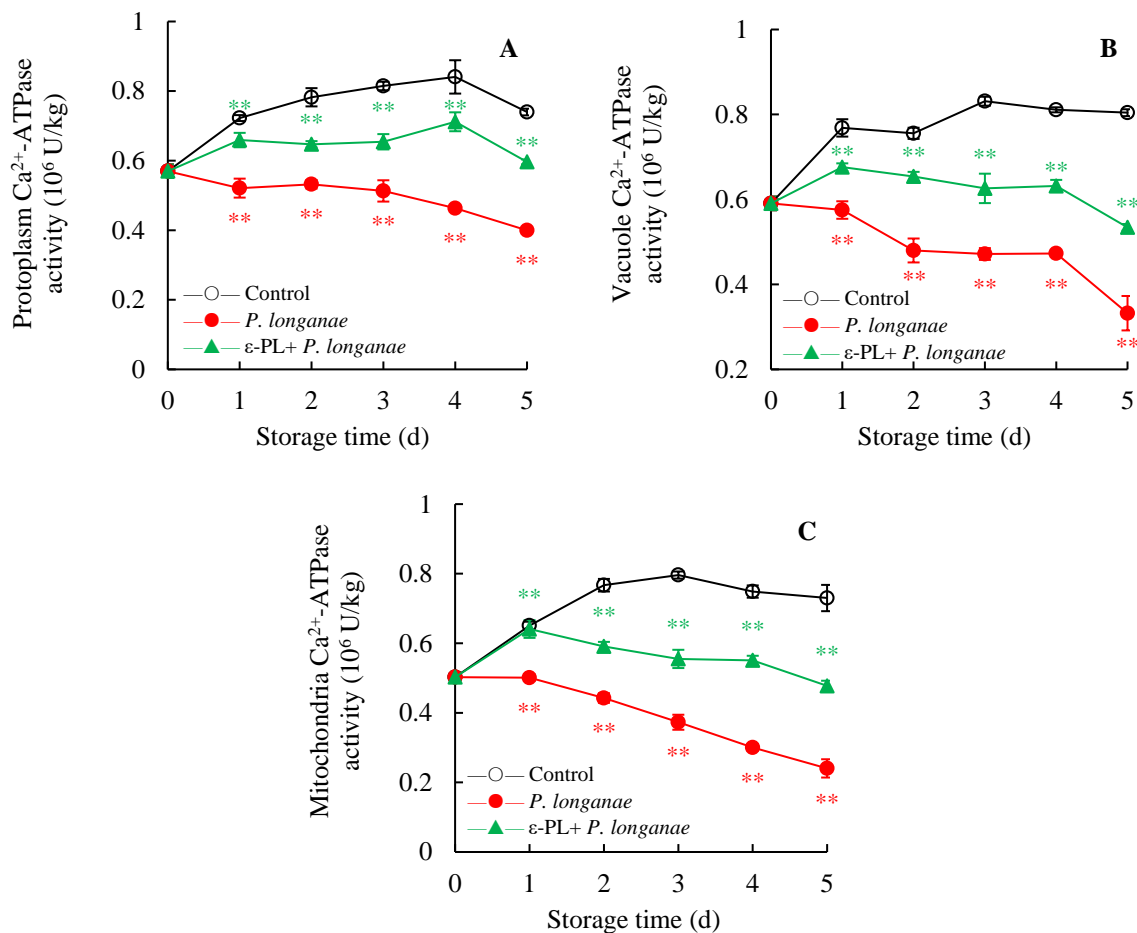 A
Protoplasm Ca²⁺-ATPase
activity (10⁶ U/kg)
1
0.8
0.6
0.4
0.2
0
** ** ** ** **
** ** ** ** **
Control
P. longanae
ε-PL+ P. longanae
0 1 2 3 4 5
Storage time (d)
B
Vacuole Ca²⁺-ATPase
activity (10⁶ U/kg)
1
0.8
0.6
0.4
0.2
** ** ** ** **
** ** ** ** **
Control
P. longanae
ε-PL+ P. longanae
0 1 2 3 4 5
Storage time (d)
C
Mitochondria Ca²⁺-ATPase
activity (10⁶ U/kg)
1
0.8
0.6
0.4
0.2
0
** ** ** ** **
** ** ** ** **
Control
P. longanae
ε-PL+ P. longanae
0 1 2 3 4 5
Storage time (d)